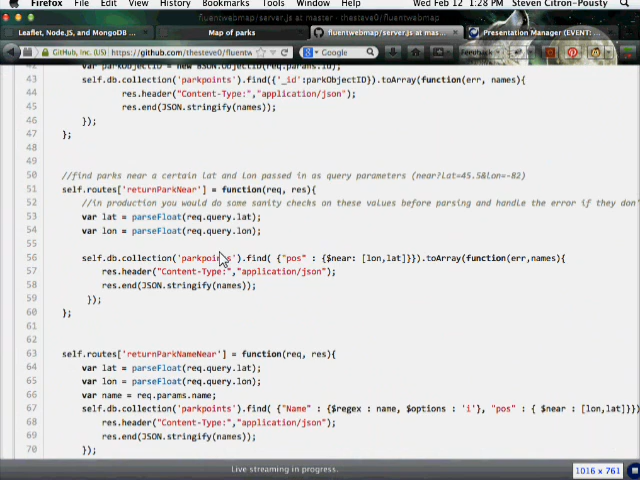 Firefox File Edit View Window Help Wed Feb 12 1:28 PM Steven Citron-Pousty
fluentwebmap/server.js at master · thesteve0/fluentwebmap
Leaflet, Node.JS, and MongoDB ... Map of parks fluentwebmap/server.js at mas... Presentation Manager (EVENT: ...
GitHub, Inc. (US) https://github.com/thesteve0/fluentw Google Feedback
43 self.db.collection('parkpoints').find({'_id':parkObjectID}).toArray(function(err, names){
44 res.header("Content-Type:","application/json");
45 res.end(JSON.stringify(names));
46 });
47 };
48
49
50 //find parks near a certain lat and lon passed in as query parameters (near?lat=45.5&lon=-82)
51 self.routes['returnParkNear'] = function(req, res){
52 //in production you would do some sanity checks on these values before parsing and handle the error if they don'
53 var lat = parseFloat(req.query.lat);
54 var lon = parseFloat(req.query.lon);
55
56 self.db.collection('parkpoints').find( {"pos" : {$near: [lon,lat]}}).toArray(function(err,names){
57 res.header("Content-Type:","application/json");
58 res.end(JSON.stringify(names));
59 });
60 };
61
62
63 self.routes['returnParkNameNear'] = function(req, res){
64 var lat = parseFloat(req.query.lat);
65 var lon = parseFloat(req.query.lon);
66 var name = req.params.name;
67 self.db.collection('parkpoints').find( {"Name" : {$regex : name, $options : 'i'}, "pos" : { $near : [lon,lat]}})
68 res.header("Content-Type:","application/json");
69 res.end(JSON.stringify(names));
70 });
Live streaming in progress.
1016 x 761